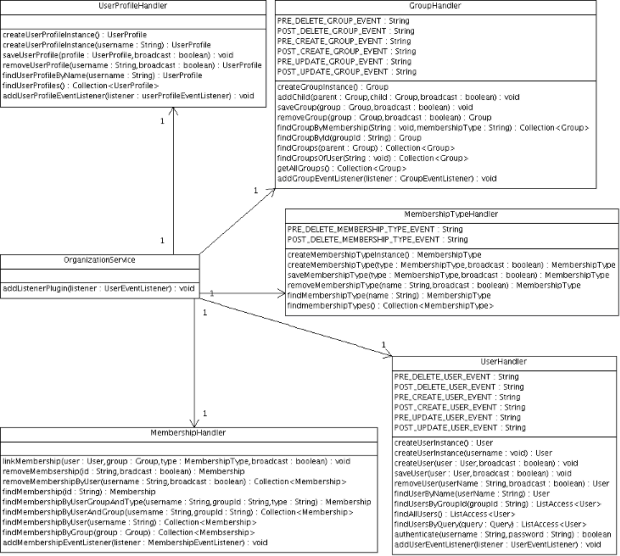 UserProfileHandler
createUserProfileInstance() : UserProfile
createUserProfileInstance(username : String) : UserProfile
saveUserProfile(profile : UserProfile,broadcast : boolean) : void
removeUserProfile(username : String,broadcast : boolean) : UserProfile
findUserProfileByName(username : String) : UserProfile
findUserProfiles() : Collection<UserProfile>
addUserProfileEventListener(listener : userProfileEventListener) : void
GroupHandler
PRE_DELETE_GROUP_EVENT : String
POST_DELETE_GROUP_EVENT : String
PRE_CREATE_GROUP_EVENT : String
POST_CREATE_GROUP_EVENT : String
PRE_UPDATE_GROUP_EVENT : String
POST_UPDATE_GROUP_EVENT : String
createGroupInstance() : Group
addChild(parent : Group,child : Group,broadcast : boolean) : void
saveGroup(group : Group,broadcast : boolean) : void
removeGroup(group : Group,broadcast : boolean) : Group
findGroupByMembership(String : void,membershipType : String) : Collection<Group>
findGroupById(groupId : String) : Group
findGroups(parent : Group) : Collection<Group>
findGroupsOfUser(String : void) : Collection<Group>
getAllGroups() : Collection<Group>
addGroupEventListener(listener : GroupEventListener) : void
1
1
1
MembershipTypeHandler
PRE_DELETE_MEMBERSHIP_TYPE_EVENT : String
POST_DELETE_MEMBERSHIP_TYPE_EVENT : String
createMembershipTypeInstance() : MembershipType
createMembershipType(type : MembershipType,broadcast : boolean) : MembershipType
saveMembershipType(type : MembershipType,broadcast : boolean) : MembershipType
removeMembershipType(name : String,broadcast : boolean) : MembershipType
findMembershipType(name : String) : MembershipType
findmembershipTypes() : Collection<MembershipType>
OrganizationService
addListenerPlugin(listener : UserEventListener) : void
1
1
1
1
1
UserHandler
PRE_DELETE_USER_EVENT : String
POST_DELETE_USER_EVENT : String
PRE_CREATE_USER_EVENT : String
POST_CREATE_USER_EVENT : String
PRE_UPDATE_USER_EVENT : String
POST_UPDATE_USER_EVENT : String
createUserInstance() : User
createUserInstance(username : void) : User
createUser(user : User,broadcast : boolean) : void
saveUser(user : User,broadcast : boolean) : void
removeUser(userName : String,broadcast : boolean) : User
findUserByName(userName : String) : User
findUsersByGroupId(groupId : String) : ListAccess<User>
findAllUsers() : ListAccess<User>
findUsersByQuery(query : Query) : ListAccess<User>
authenticate(username : String,password : String) : boolean
addUserEventListener(listener : UserEventListener) : void
MembershipHandler
linkMembership(user : User,group : Group,type : MembershipType,broadcast : boolean) : void
removeMembership(id : String,bradcast : boolean) : Membership
removeMembershipByUser(username : String,broadcast : boolean) : Collection<Membership>
findMembership(id : String) : Membership
findMembershipByUserGroupAndType(username : String,groupId : String,type : String) : Membership
findMembershipByUserAndGroup(username : String,groupId : String) : Collection<Membership>
findMembershipByUser(username : String) : Collection<Membership>
findMembershipByGroup(group : Group) : Collection<Membsership>
addMembershipEventListener(listener : MembershipEventListener) : void